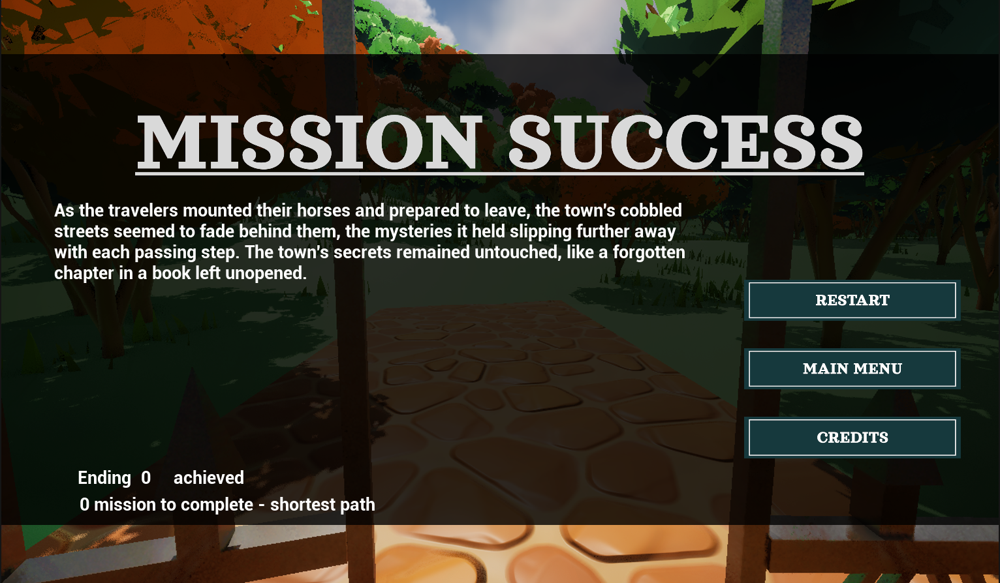 MISSION SUCCESS
As the travelers mounted their horses and prepared to leave, the town's cobbled
streets seemed to fade behind them, the mysteries it held slipping further away
with each passing step. The town's secrets remained untouched, like a forgotten
chapter in a book left unopened.
RESTART
MAIN MENU
CREDITS
Ending 0 achieved
0 mission to complete - shortest path